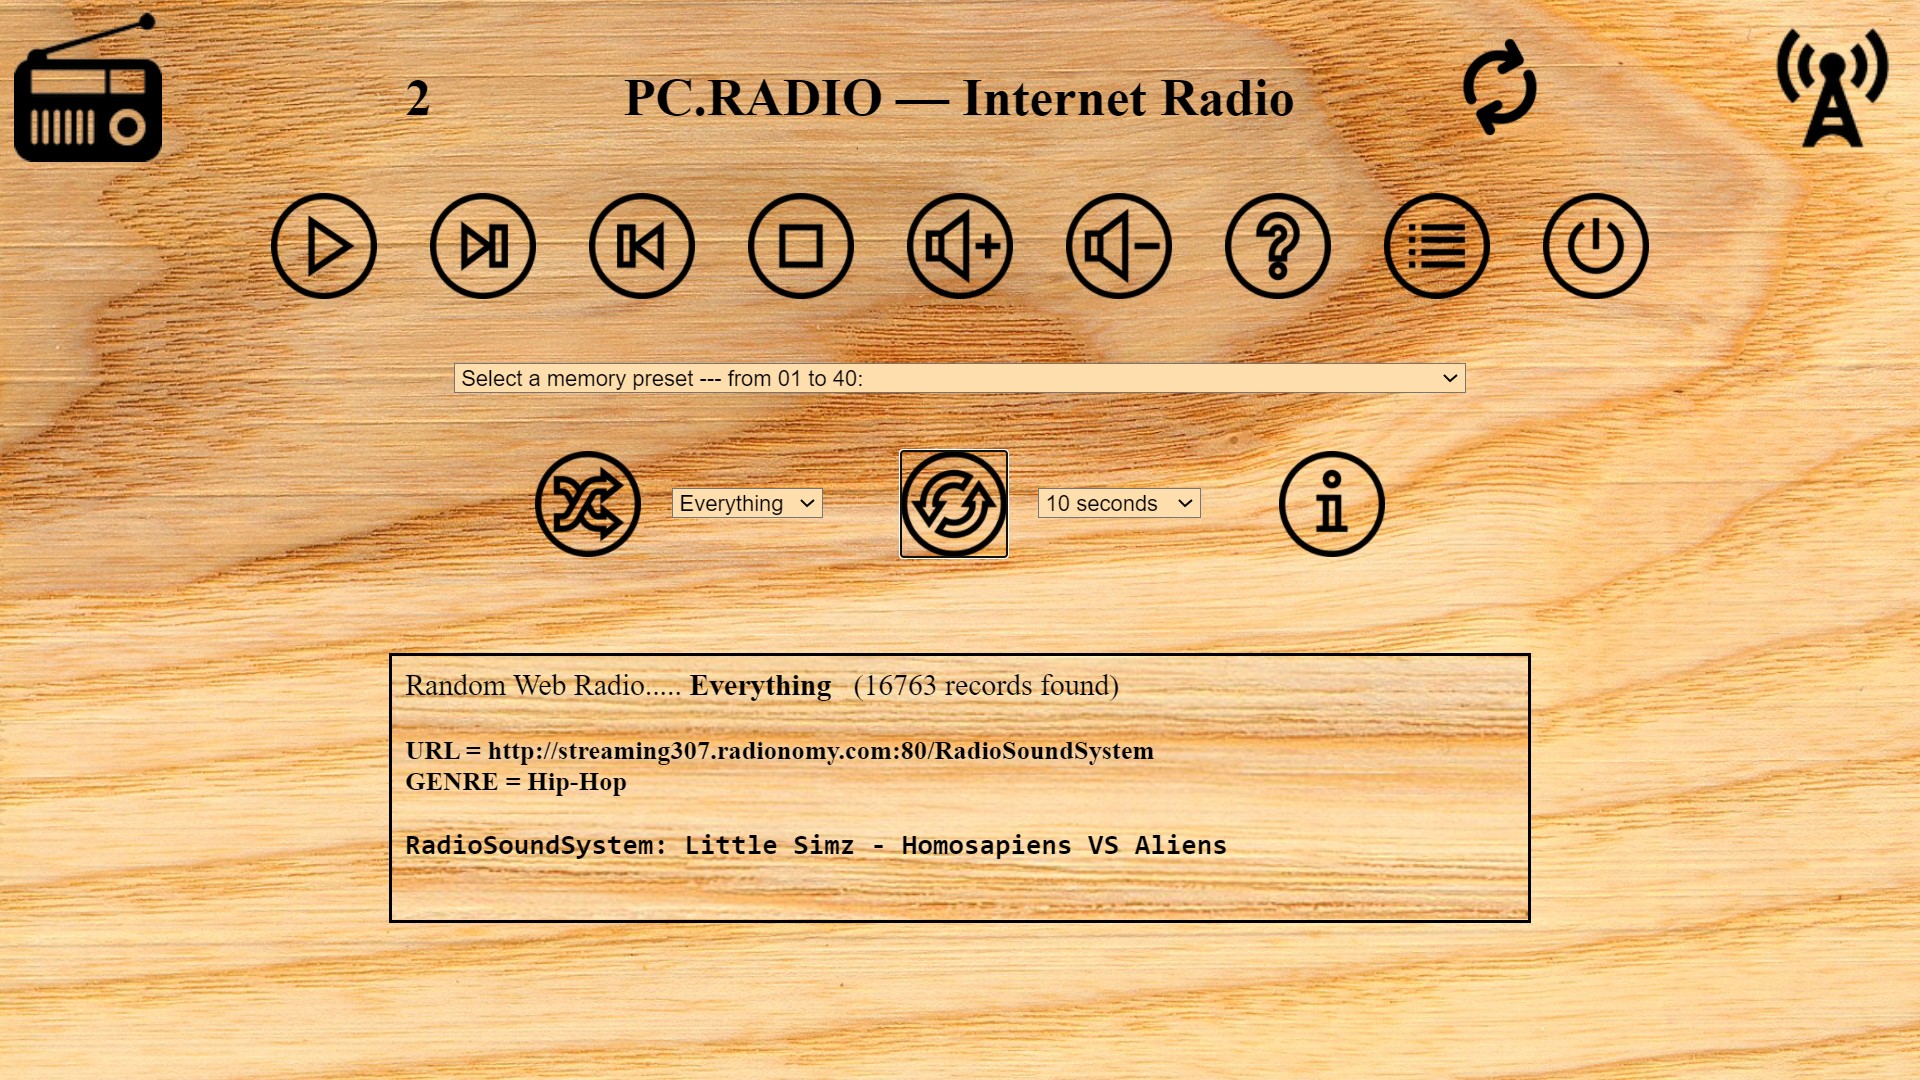 2
PC.RADIO — Internet Radio
Select a memory preset --- from 01 to 40:
Everything
10 seconds
Random Web Radio..... Everything (16763 records found)
URL = http://streaming307.radionomy.com:80/RadioSoundSystem
GENRE = Hip-Hop
RadioSoundSystem: Little Simz - Homosapiens VS Aliens